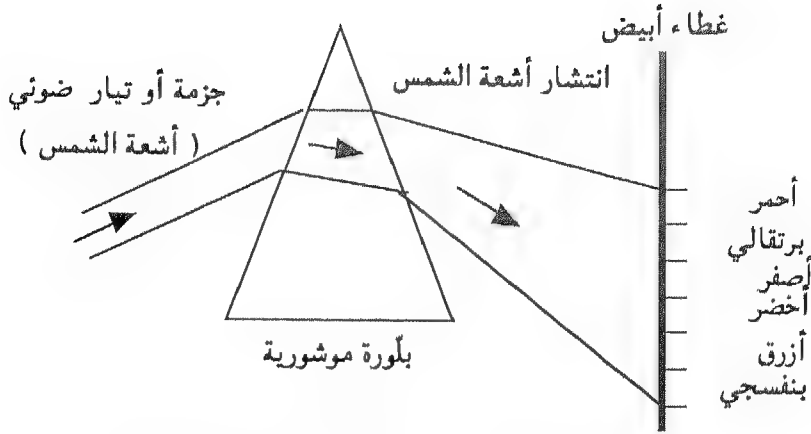 غطاء أبيض
انتشار أشعة الشمس
جزمة أو تيار ضوئي
( أشعة الشمس )
أحمر
برتقالي
أصفر
أخضر
أزرق
بنفسجي
بلّورة موشورية